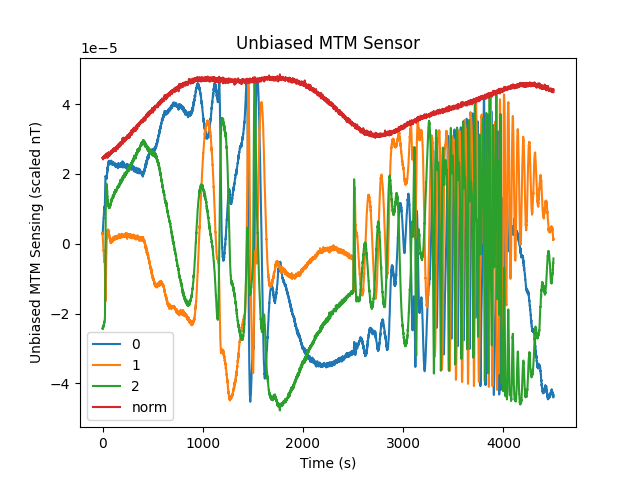 Unbiased MTM Sensor
1e−5
Unbiased MTM Sensing (scaled nT)
4
2
0
−2
−4
0
1
2
norm
0 1000 2000 3000 4000
Time (s)